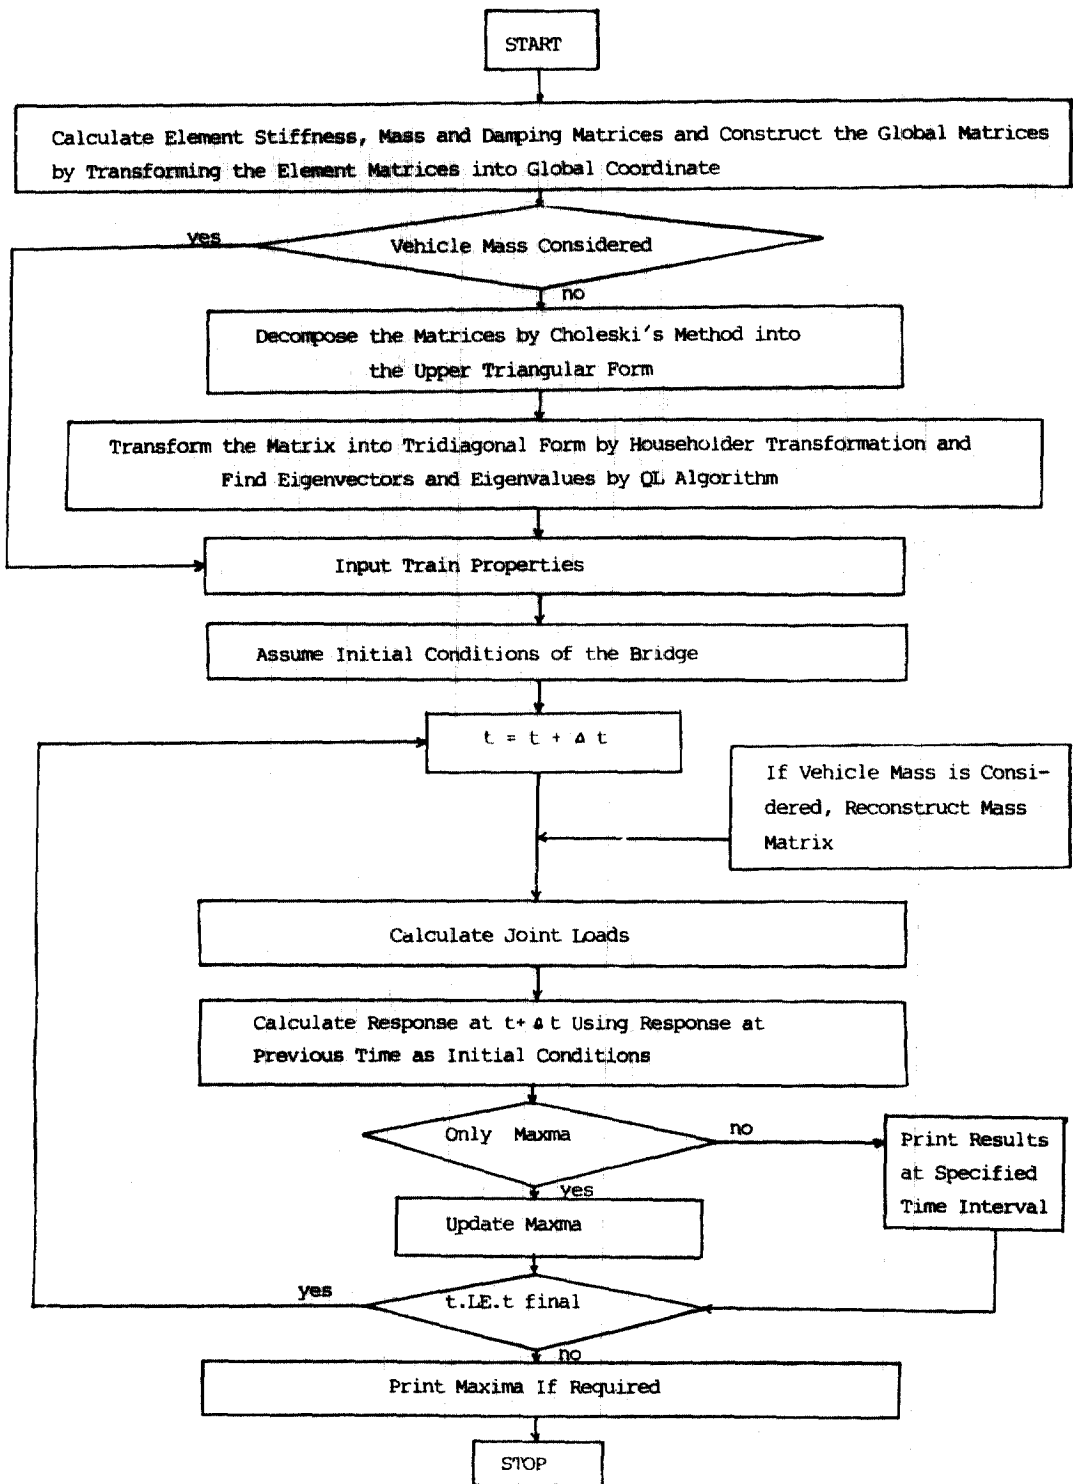 START
Calculate Element Stiffness, Mass and Damping Matrices and Construct the Global Matrices
by Transforming the Element Matrices into Global Coordinate
yes
Vehicle Mass Considered
no
Decompose the Matrices by Choleski's Method into
the Upper Triangular Form
Transform the Matrix into Tridiagonal Form by Householder Transformation and
Find Eigenvectors and Eigenvalues by QL Algorithm
Input Train Properties
Assume Initial Conditions of the Bridge
t = t + Δ t
If Vehicle Mass is Consi-
dered, Reconstruct Mass
Matrix
Calculate Joint Loads
Calculate Response at t+ Δ t Using Response at
Previous Time as Initial Conditions
Only Maxma
no
yes
Print Results
at Specified
Time Interval
Update Maxma
yes
t.LE.t final
no
Print Maxima If Required
STOP